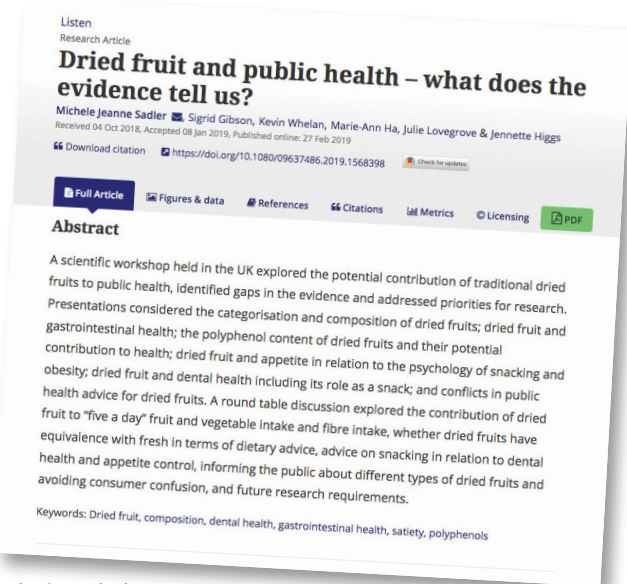 Listen
Research Article
Dried fruit and public health – what does the
evidence tell us?
Michele Jeanne Sadler, Sigrid Gibson, Kevin Whelan, Marie-Ann Ha, Julie Lovegrove & Jennette Higgs
Received 04 Oct 2018, Accepted 08 Jan 2019, Published online: 27 Feb 2019
Download citation https://doi.org/10.1080/09637486.2019.1568398 Check for updates
Full Article Figures & data References Citations Metrics © Licensing PDF
Abstract
A scientific workshop held in the UK explored the potential contribution of traditional dried
fruits to public health, identified gaps in the evidence and addressed priorities for research.
Presentations considered the categorisation and composition of dried fruits; dried fruit and
gastrointestinal health; the polyphenol content of dried fruits and their potential
contribution to health; dried fruit and appetite in relation to the psychology of snacking and
obesity; dried fruit and dental health including its role as a snack; and conflicts in public
health advice for dried fruits. A round table discussion explored the contribution of dried
fruit to “five a day” fruit and vegetable intake and fibre intake, whether dried fruits have
equivalence with fresh in terms of dietary advice, advice on snacking in relation to dental
health and appetite control, informing the public about different types of dried fruits and
avoiding consumer confusion, and future research requirements.
Keywords: Dried fruit, composition, dental health, gastrointestinal health, satiety, polyphenols